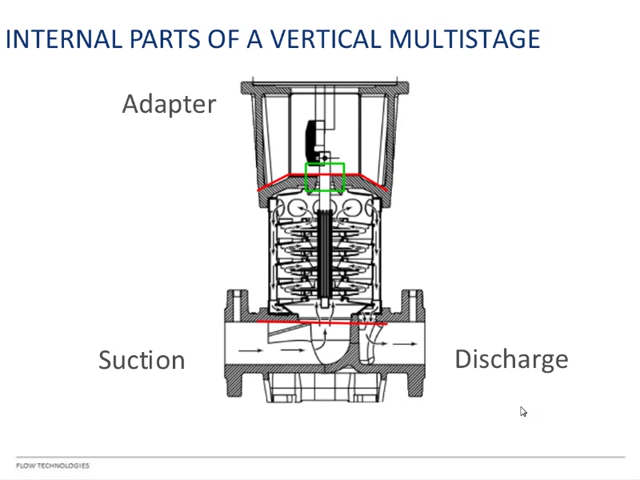 INTERNAL PARTS OF A VERTICAL MULTISTAGE
Adapter
Suction
Discharge
FLOW TECHNOLOGIES